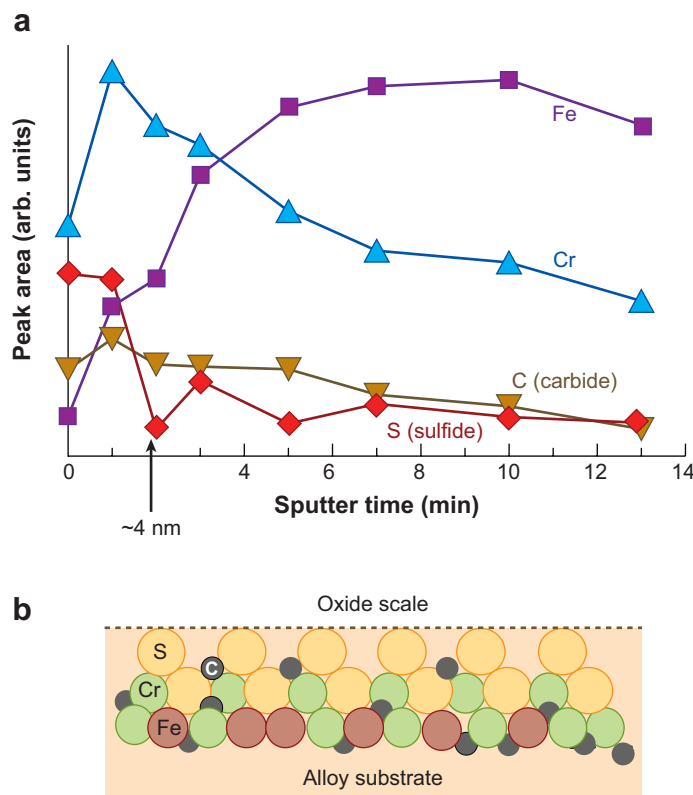 a
Peak area (arb. units)
Fe
Cr
C (carbide)
S (sulfide)
0 2 4 6 8 10 12 14
Sputter time (min)
~4 nm
b
Oxide scale
S
C
Cr
Fe
Alloy substrate